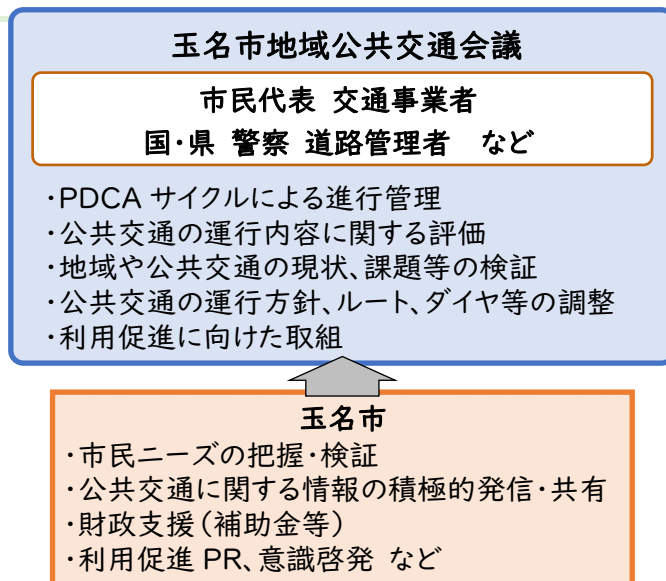 玉名市地域公共交通会議
市民代表 交通事業者
国・県 警察 道路管理者　など
・PDCA サイクルによる進行管理
・公共交通の運行内容に関する評価
・地域や公共交通の現状、課題等の検証
・公共交通の運行方針、ルート、ダイヤ等の調整
・利用促進に向けた取組
玉名市
・市民ニーズの把握・検証
・公共交通に関する情報の積極的発信・共有
・財政支援（補助金等）
・利用促進 PR、意識啓発 など